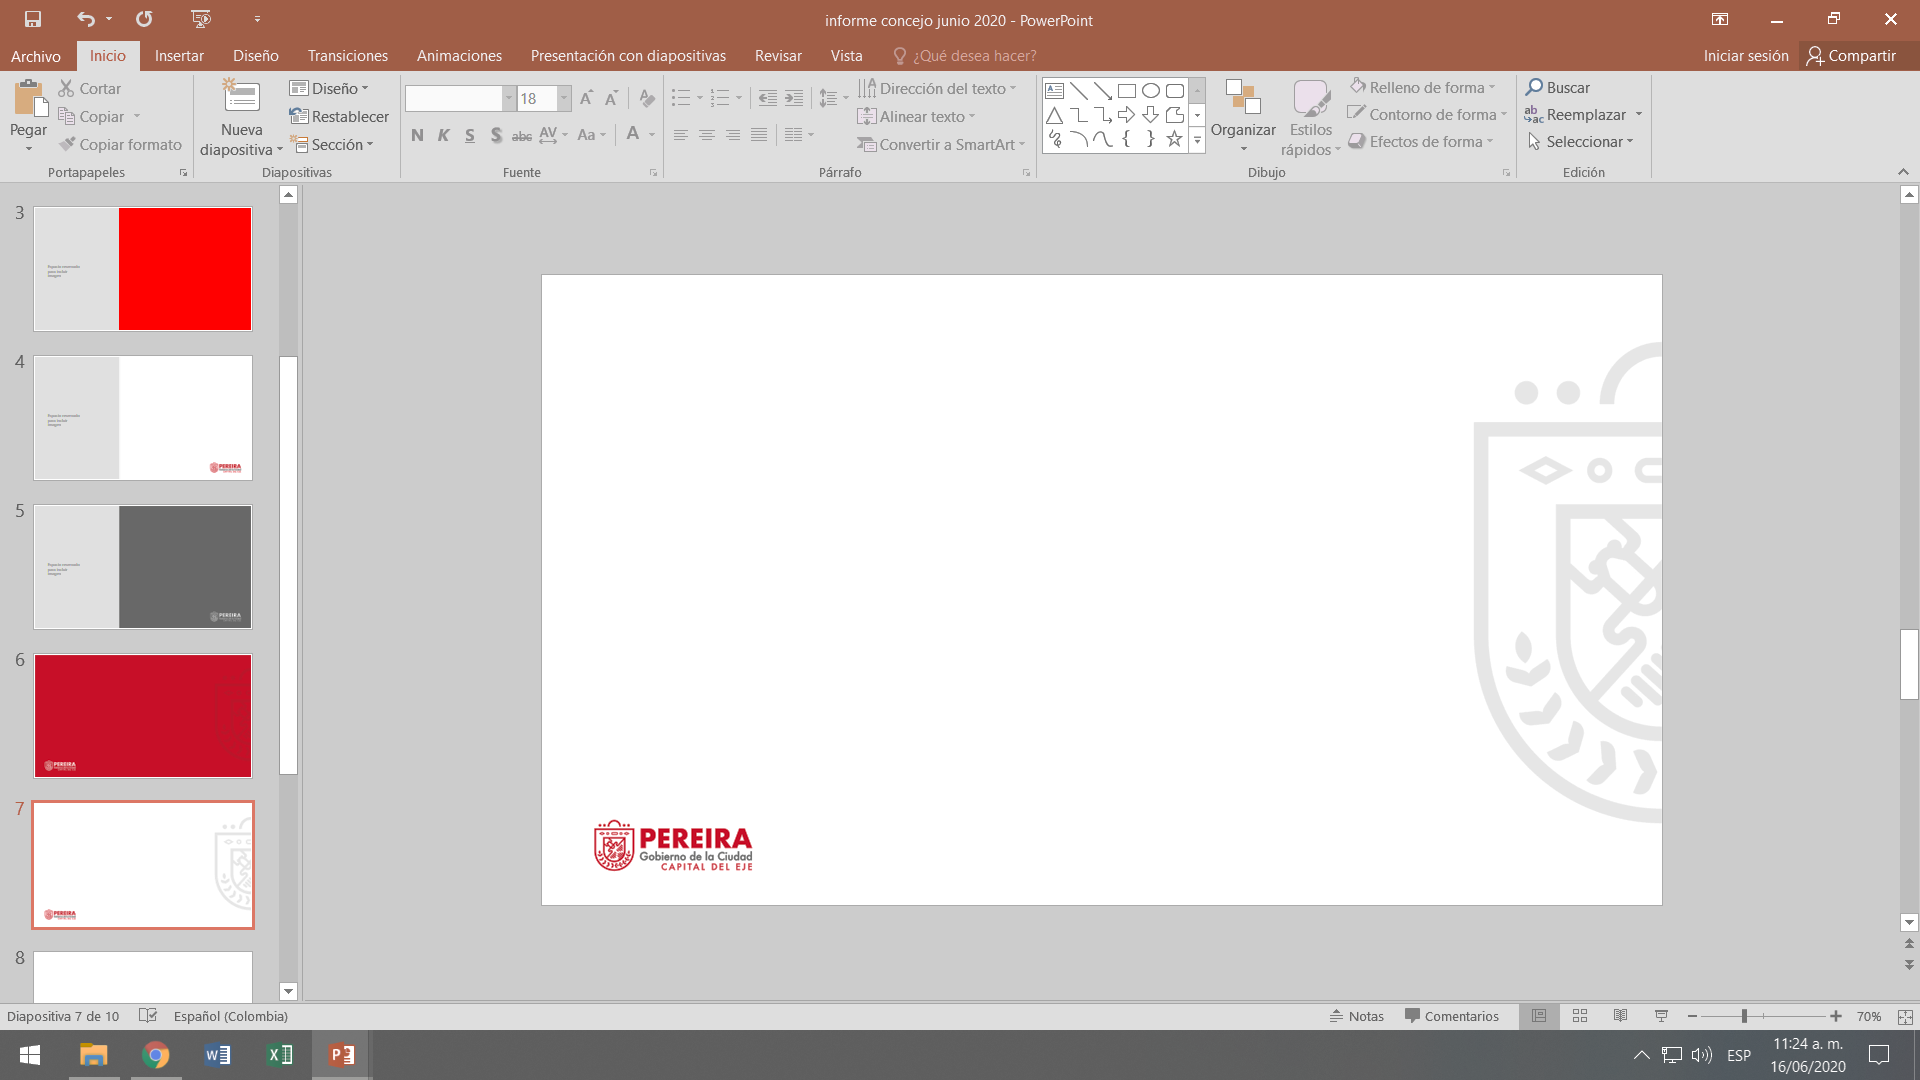 informe concejo junio 2020 - PowerPoint
Archivo Inicio Insertar Diseño Transiciones Animaciones Presentación con diapositivas Revisar Vista ¿Qué desea hacer? Iniciar sesión Compartir
Pegar
Cortar
Copiar
Copiar formato
Portapapeles
Nueva
diapositiva
Diseño
Restablecer
Sección
Diapositivas
18
N K S S abc AV Aa A
Fuente
Dirección del texto
Alinear texto
Convertir a SmartArt
Párrafo
Organizar
Estilos
rápidos
Relleno de forma
Contorno de forma
Efectos de forma
Dibujo
Buscar
Reemplazar
Seleccionar
Edición
3
4
PEREIRA
5
PEREIRA
6
PEREIRA
7
PEREIRA
8
PEREIRA
Gobierno de la Ciudad
CAPITAL DEL EJE
Diapositiva 7 de 10 Español (Colombia) Notas Comentarios 70%
ESP
11:24 a. m.
16/06/2020